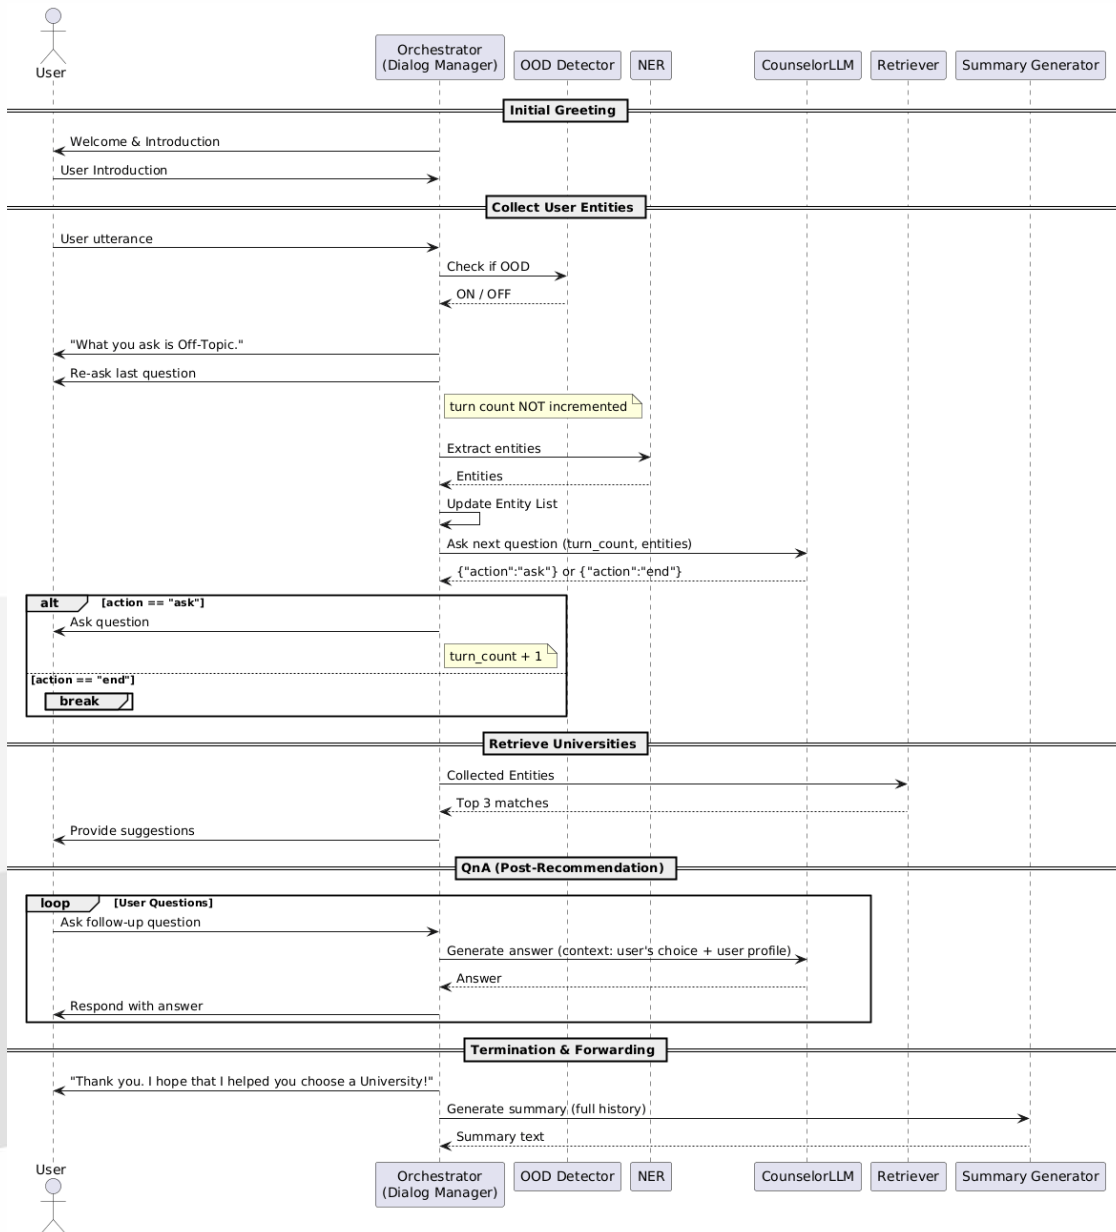 User
Orchestrator
(Dialog Manager)
OOD Detector
NER
CounselorLLM
Retriever
Summary Generator
Initial Greeting
Welcome & Introduction
User Introduction
Collect User Entities
User utterance
Check if OOD
ON / OFF
"What you ask is Off-Topic."
Re-ask last question
turn count NOT incremented
Extract entities
Entities
Update Entity List
Ask next question (turn_count, entities)
{"action":"ask"} or {"action":"end"}
alt
[action == "ask"]
Ask question
turn_count + 1
[action == "end"]
break
Retrieve Universities
Collected Entities
Top 3 matches
Provide suggestions
QnA (Post-Recommendation)
loop
[User Questions]
Ask follow-up question
Generate answer (context: user's choice + user profile)
Answer
Respond with answer
Termination & Forwarding
"Thank you. I hope that I helped you choose a University!"
Generate summary (full history)
Summary text
User
Orchestrator
(Dialog Manager)
OOD Detector
NER
CounselorLLM
Retriever
Summary Generator